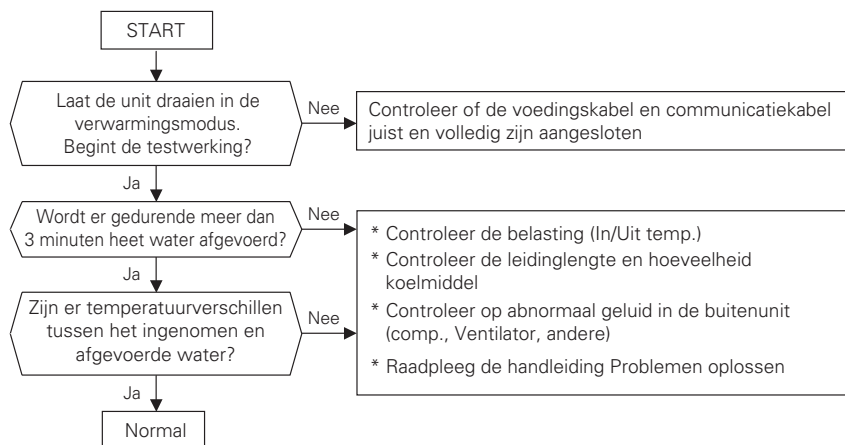 START
Laat de unit draaien in de
verwarmingsmodus.
Begint de testwerking?
Nee
Controleer of de voedingskabel en communicatiekabel
juist en volledig zijn aangesloten
Ja
Wordt er gedurende meer dan
3 minuten heet water afgevoerd?
Nee
* Controleer de belasting (In/Uit temp.)
* Controleer de leidinglengte en hoeveelheid
koelmiddel
* Controleer op abnormaal geluid in de buitenunit
(comp., Ventilator, andere)
* Raadpleeg de handleiding Problemen oplossen
Ja
Zijn er temperatuurverschillen
tussen het ingenomen en
afgevoerde water?
Nee
Ja
Normal